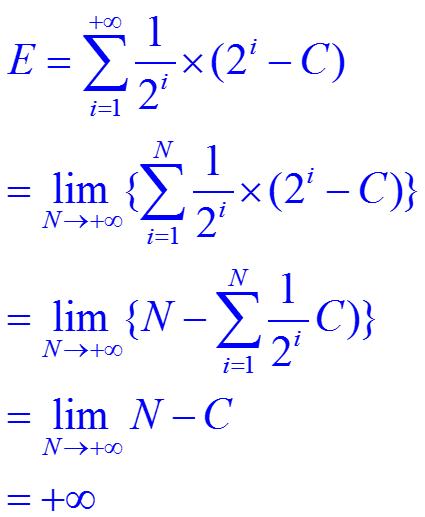 E = \sum_{i=1}^{+\infty} \frac{1}{2^i} \times (2^i - C)
= \lim_{N \to +\infty} \{ \sum_{i=1}^{N} \frac{1}{2^i} \times (2^i - C) \}
= \lim_{N \to +\infty} \{ N - \sum_{i=1}^{N} \frac{1}{2^i} C) \}
= \lim_{N \to +\infty} N - C
= +\infty